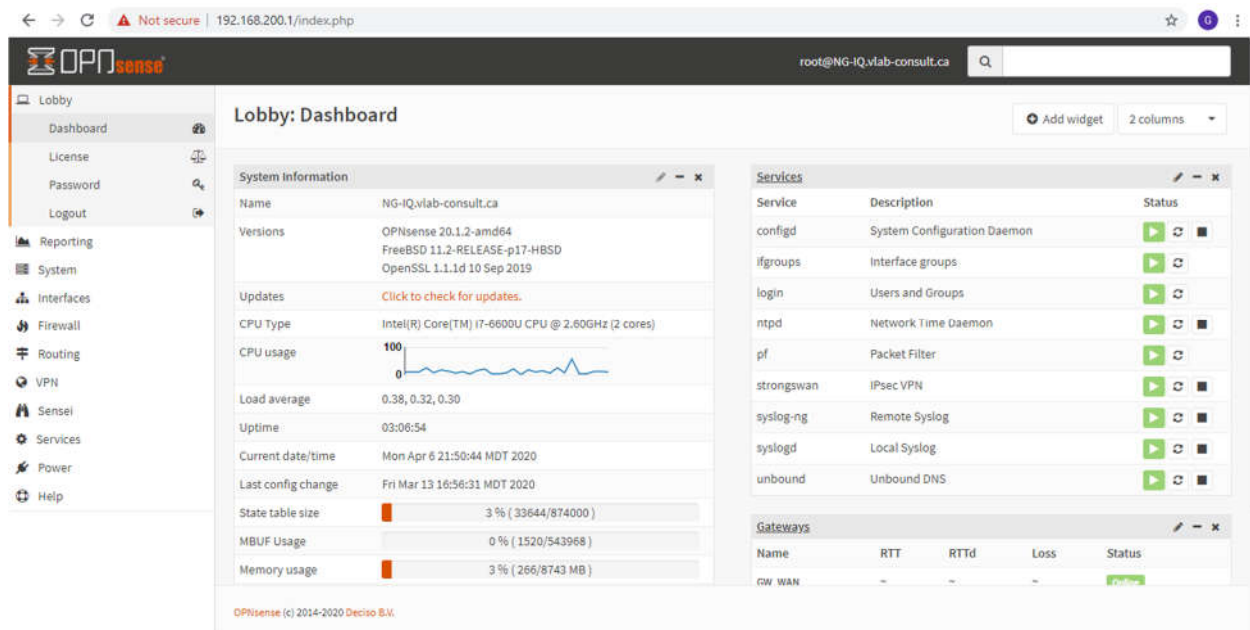 Not secure | 192.168.200.1/index.php
G
OPNsense
root@NG-IQ.vlab-consult.ca
Lobby
Dashboard
License
Password
Logout
Reporting
System
Interfaces
Firewall
Routing
VPN
Sensei
Services
Power
Help
Lobby: Dashboard
Add widget
2 columns
System Information
Name NG-IQ.vlab-consult.ca
Versions OPNsense 20.1.2-amd64
FreeBSD 11.2-RELEASE-p17-HBSD
OpenSSL 1.1.1d 10 Sep 2019
Updates Click to check for updates.
CPU Type Intel(R) Core(TM) i7-6600U CPU @ 2.60GHz (2 cores)
CPU usage 100
0
Load average 0.38, 0.32, 0.30
Uptime 03:06:54
Current date/time Mon Apr 6 21:50:44 MDT 2020
Last config change Fri Mar 13 16:56:31 MDT 2020
State table size 3 % ( 33644/874000 )
MBUF Usage 0 % ( 1520/543968 )
Memory usage 3 % ( 266/8743 MB )
Services
Service Description Status
configd System Configuration Daemon
ifgroups Interface groups
login Users and Groups
ntpd Network Time Daemon
pf Packet Filter
strongswan IPsec VPN
syslog-ng Remote Syslog
syslogd Local Syslog
unbound Unbound DNS
Gateways
Name RTT RTTd Loss Status
GW_WAN ~ ~ ~ Online
OPNsense (c) 2014-2020 Deciso B.V.